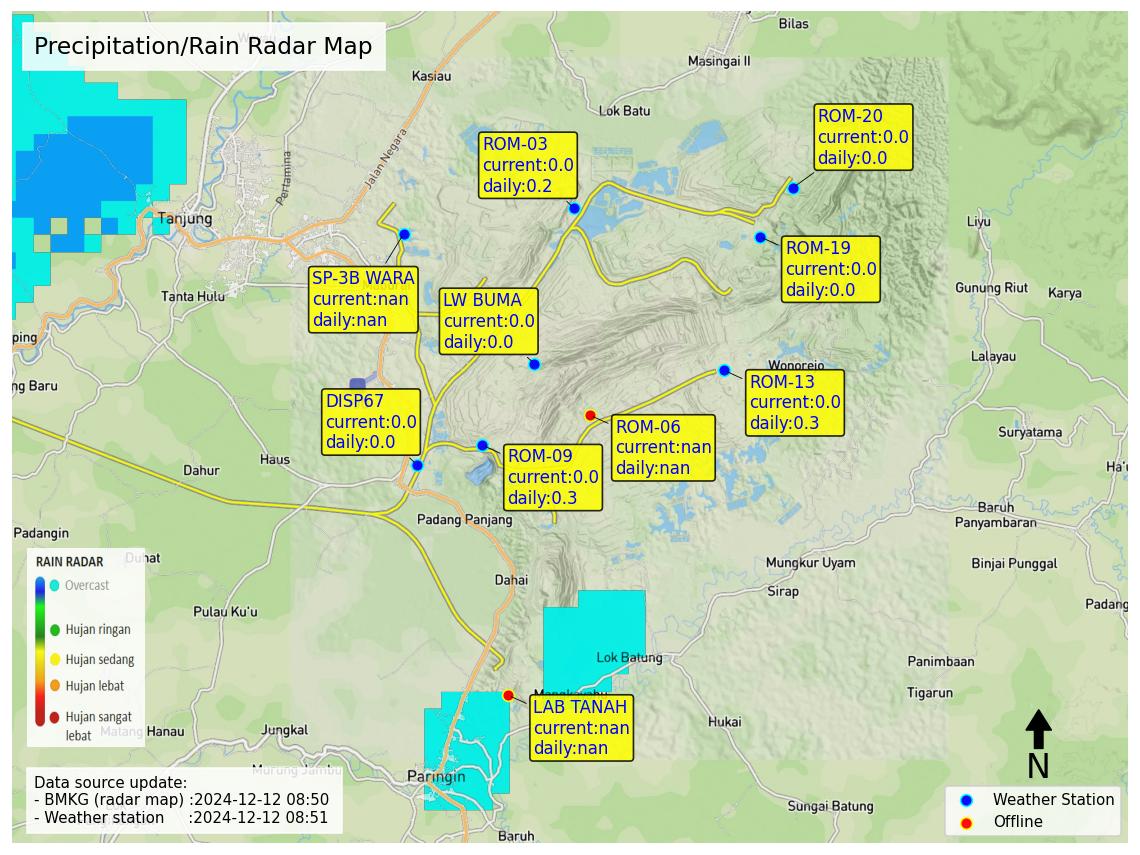 Precipitation/Rain Radar Map
Bilas
Masingai II
Kasiau
Lok Batu
Jalan Negara
Pertamina
ROM-20
current:0.0
daily:0.0
ROM-03
current:0.0
daily:0.2
Tanjung
Liyu
ROM-19
current:0.0
daily:0.0
SP-3B WARA
current:nan
daily:nan
LW BUMA
current:0.0
daily:0.0
Tanta Hulu
Gunung Riut
Karya
ping
Lalayau
Wonorejo
ng Baru
ROM-13
current:0.0
daily:0.3
DISP67
current:0.0
daily:0.0
ROM-06
current:nan
daily:nan
Suryatama
Haus
Dahur
ROM-09
current:0.0
daily:0.3
Ha'u
Baruh
Panyambaran
Padang Panjang
Padangin
Duhat
Mungkur Uyam
Binjai Punggal
Dahai
Sirap
Padang
Pulau Ku'u
RAIN RADAR
Overcast
Hujan ringan
Hujan sedang
Hujan lebat
Hujan sangat
lebat
Lok Batung
Panimbaan
Tigarun
LAB TANAH
current:nan
daily:nan
Hukai
Matang Hanau
Jungkal
Murung Jambu
Paringin
Sungai Batung
Baruh
N
Data source update:
- BMKG (radar map) :2024-12-12 08:50
- Weather station :2024-12-12 08:51
Weather Station
Offline